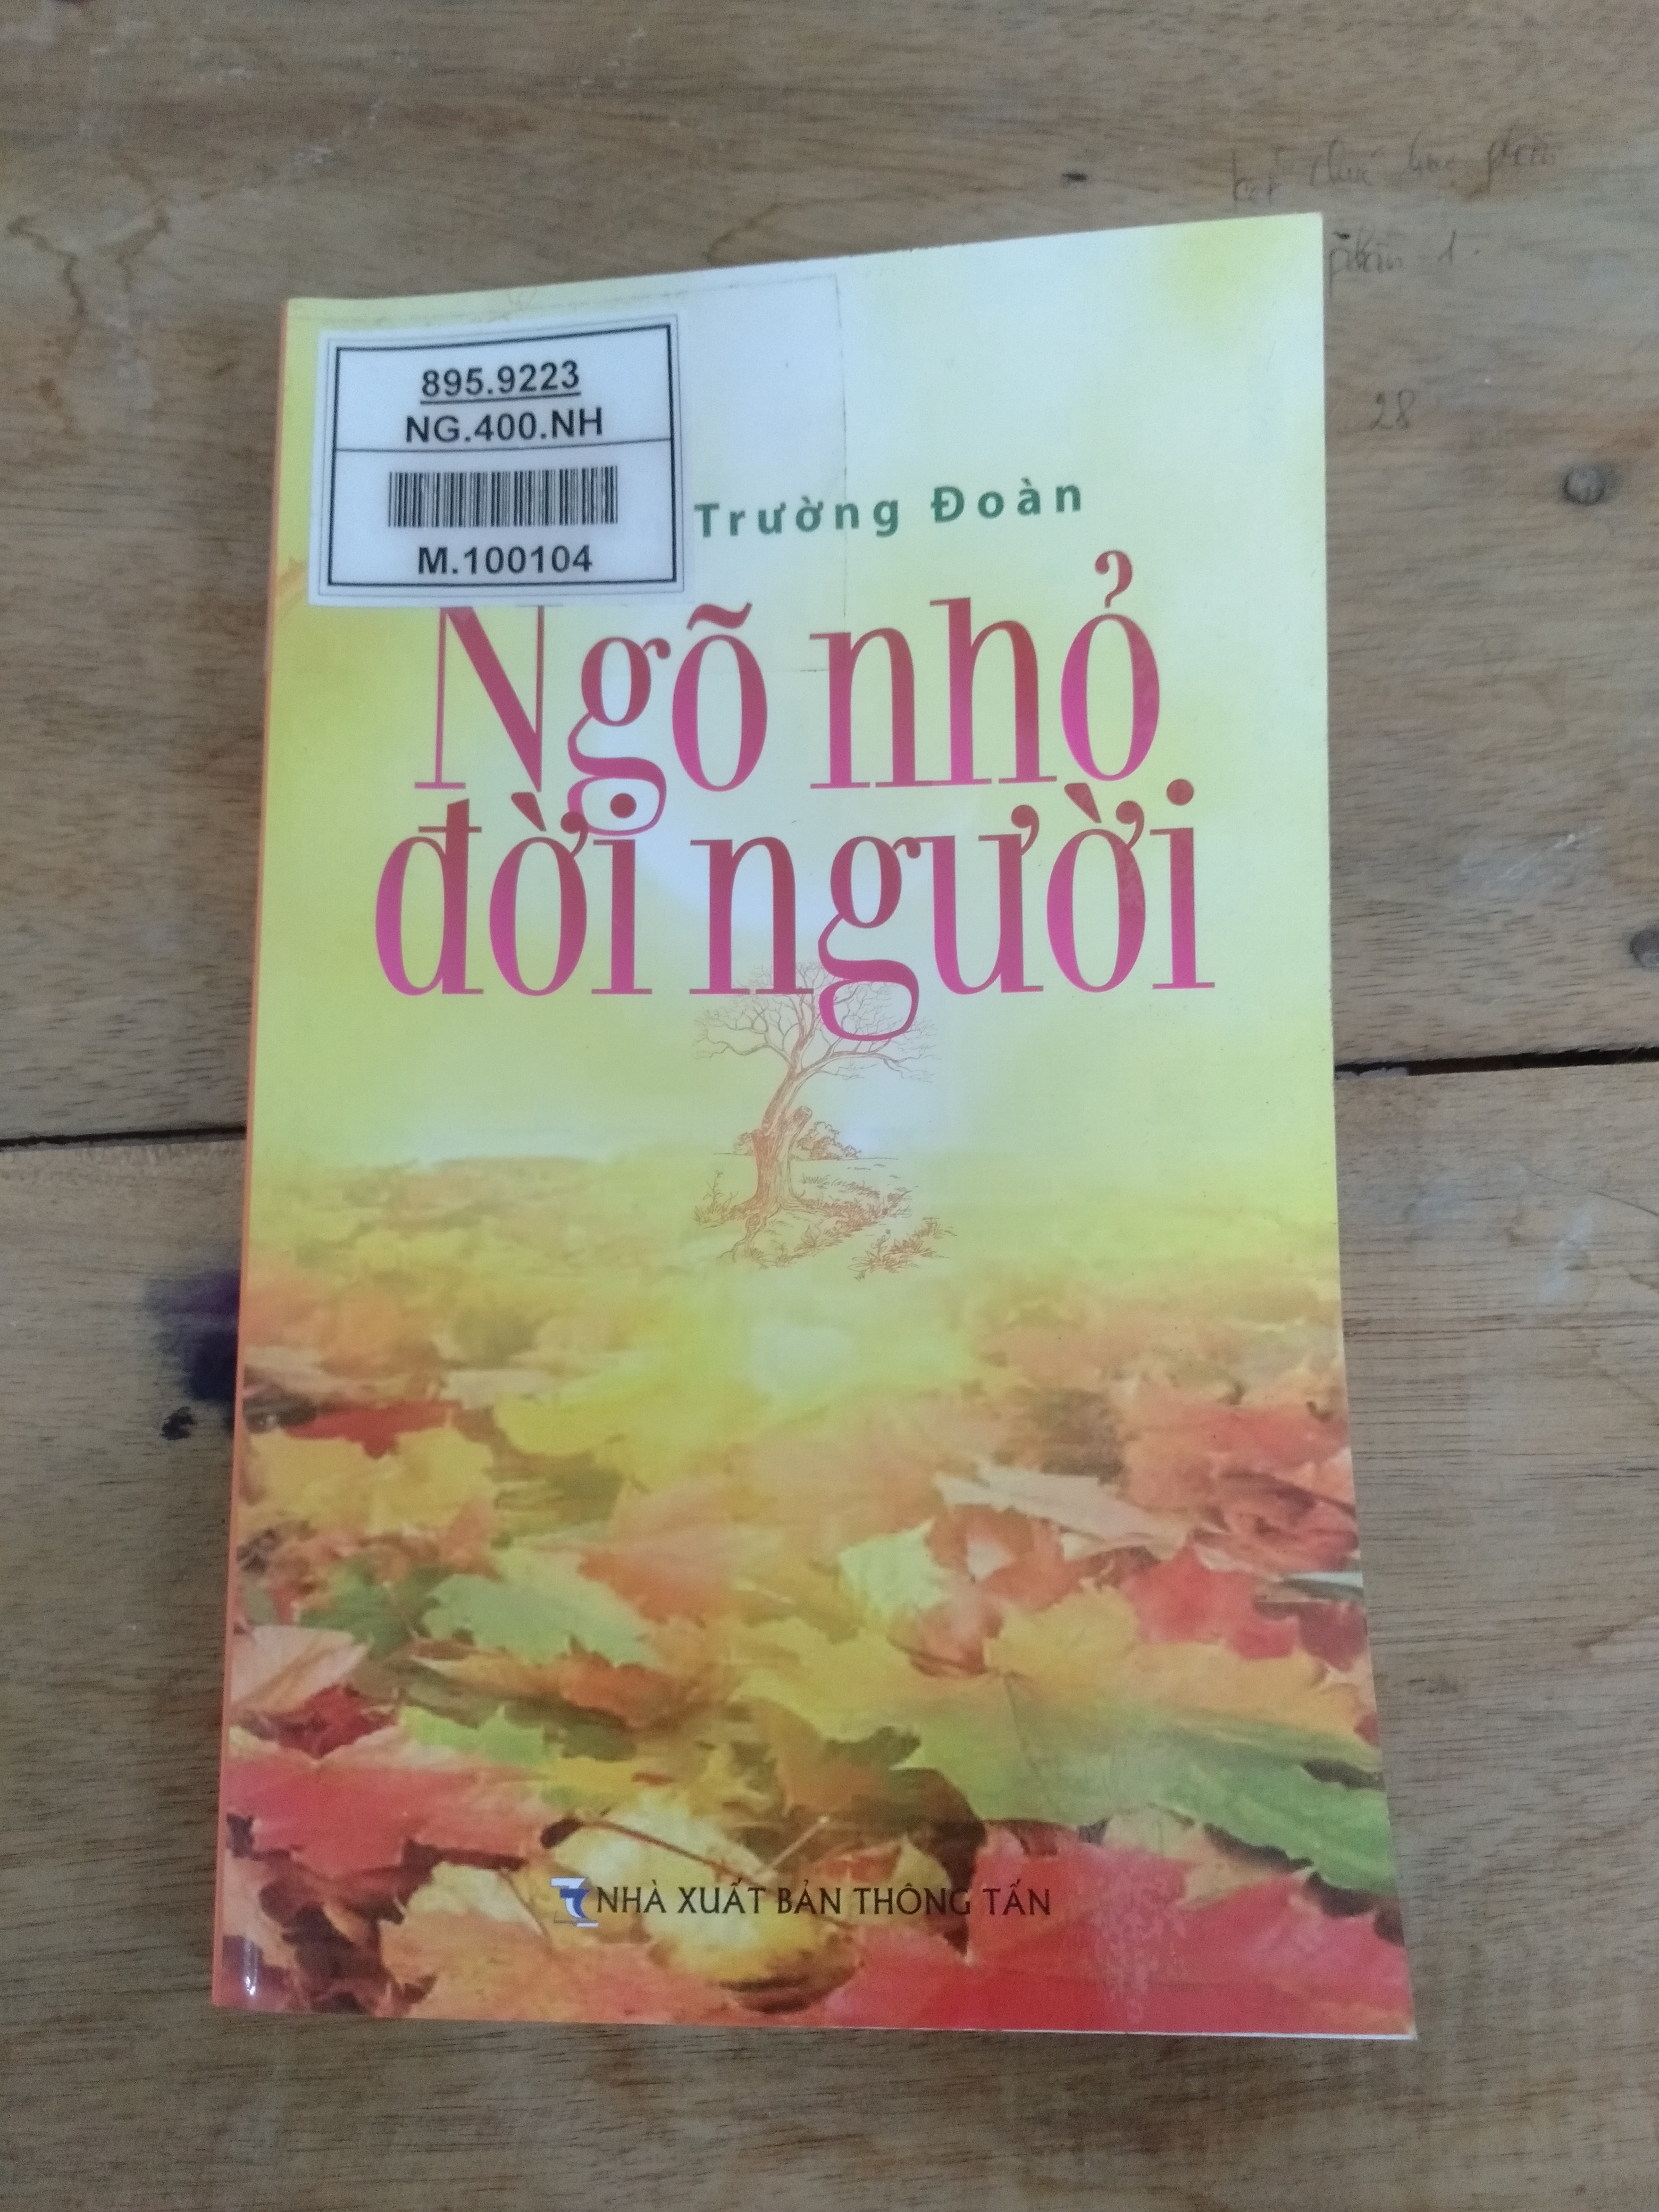 895.9223
NG.400.NH
M.100104
Trường Đoàn
Ngõ nhỏ
đời người
NHÀ XUẤT BẢN THÔNG TẤN
28